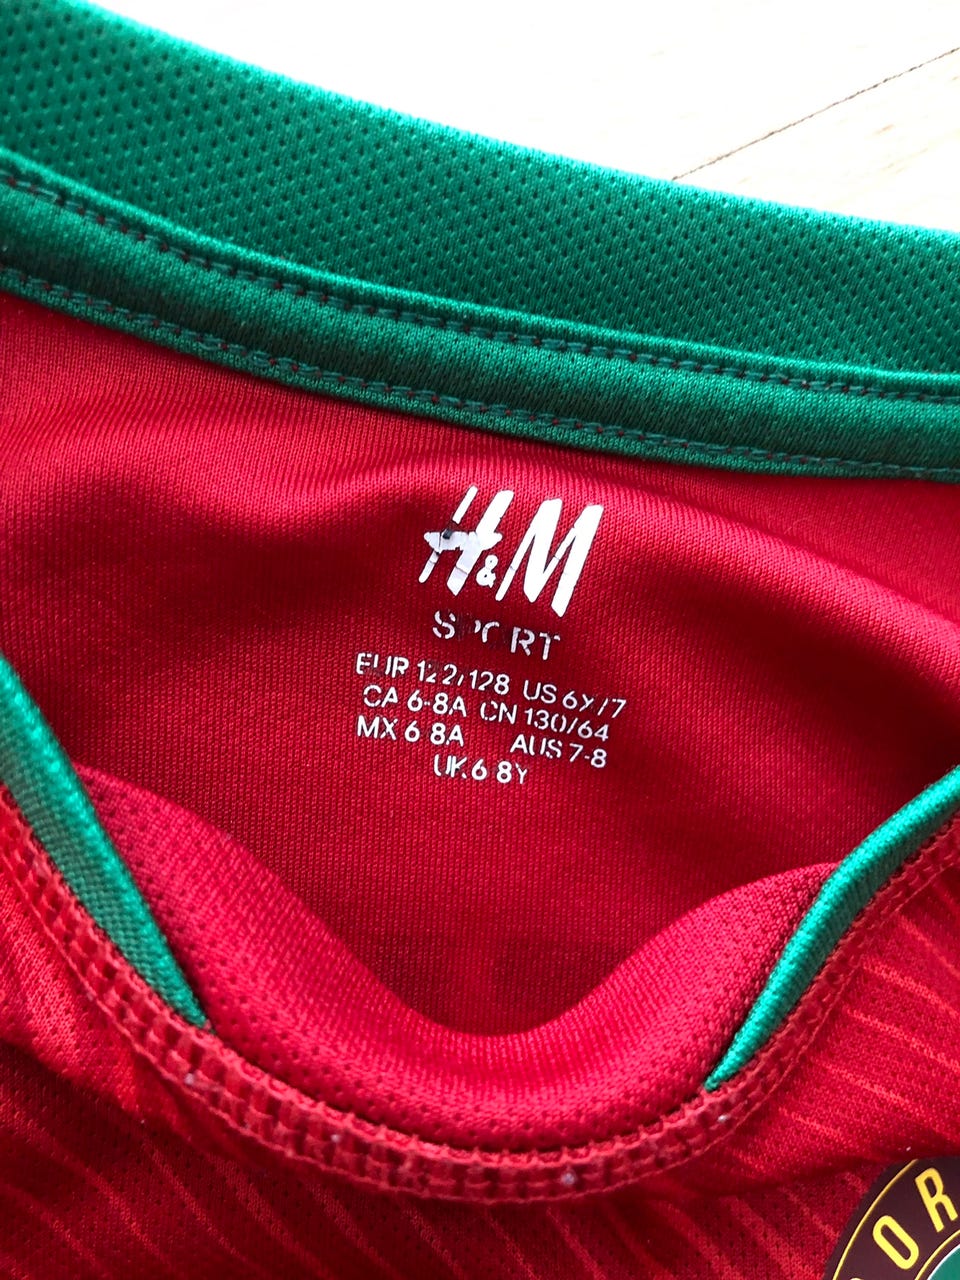 H&M
SPORT
EUR 122/128 US 6X/7
CA 6-8A CN 130/64
MX 6-8A AUS 7-8
UK 6-8Y